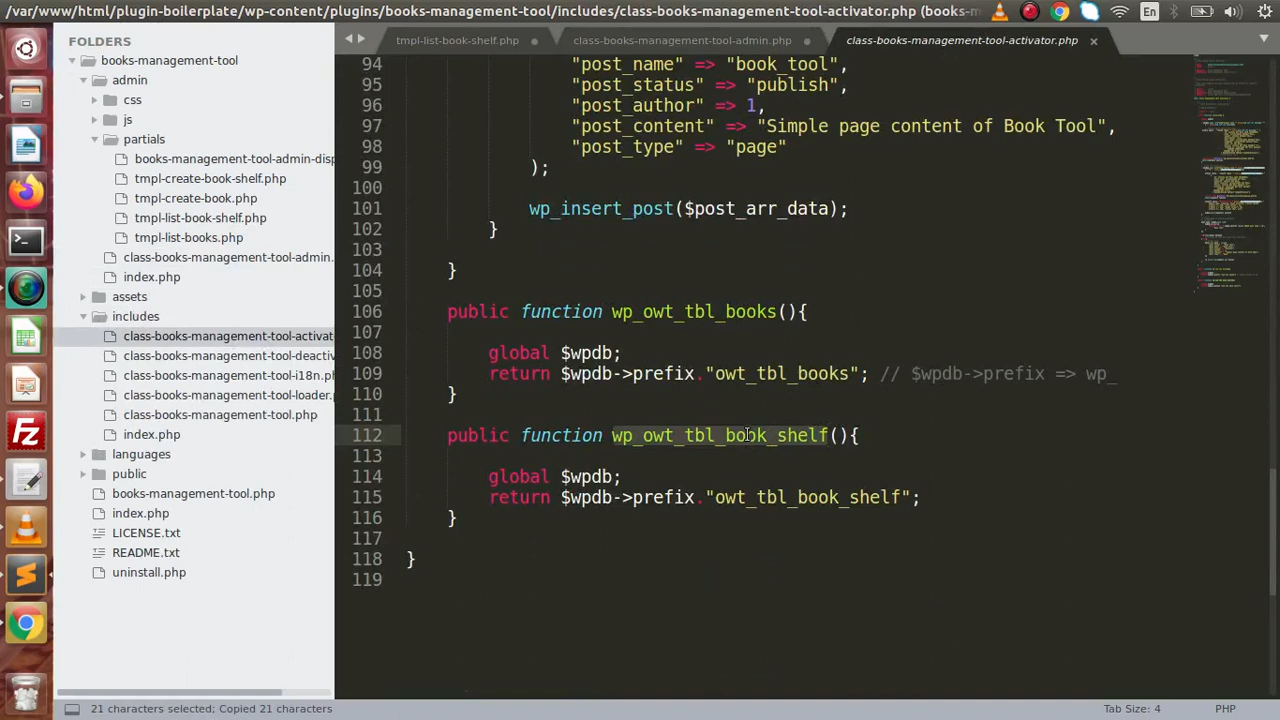 /var/www/html/plugin-boilerplate/wp-content/plugins/books-management-tool/includes/class-books-management-tool-activator.php (books-m
En
FOLDERS
books-management-tool
admin
css
js
partials
books-management-tool-admin-disp
tmpl-create-book-shelf.php
tmpl-create-book.php
tmpl-list-book-shelf.php
tmpl-list-books.php
class-books-management-tool-admin.
index.php
assets
includes
class-books-management-tool-activat
class-books-management-tool-deactiv
class-books-management-tool-i18n.ph
class-books-management-tool-loader.
class-books-management-tool.php
index.php
languages
public
books-management-tool.php
index.php
LICENSE.txt
README.txt
uninstall.php
tmpl-list-book-shelf.php
class-books-management-tool-admin.php
class-books-management-tool-activator.php
94 "post_name" => "book_tool",
95 "post_status" => "publish",
96 "post_author" => 1,
97 "post_content" => "Simple page content of Book Tool",
98 "post_type" => "page"
99 );
100
101 wp_insert_post($post_arr_data);
102 }
103
104 }
105
106 public function wp_owt_tbl_books(){
107
108 global $wpdb;
109 return $wpdb->prefix."owt_tbl_books"; // $wpdb->prefix => wp_
110 }
111
112 public function wp_owt_tbl_book_shelf(){
113
114 global $wpdb;
115 return $wpdb->prefix."owt_tbl_book_shelf";
116 }
117
118 }
119
21 characters selected; Copied 21 characters
Tab Size: 4
PHP